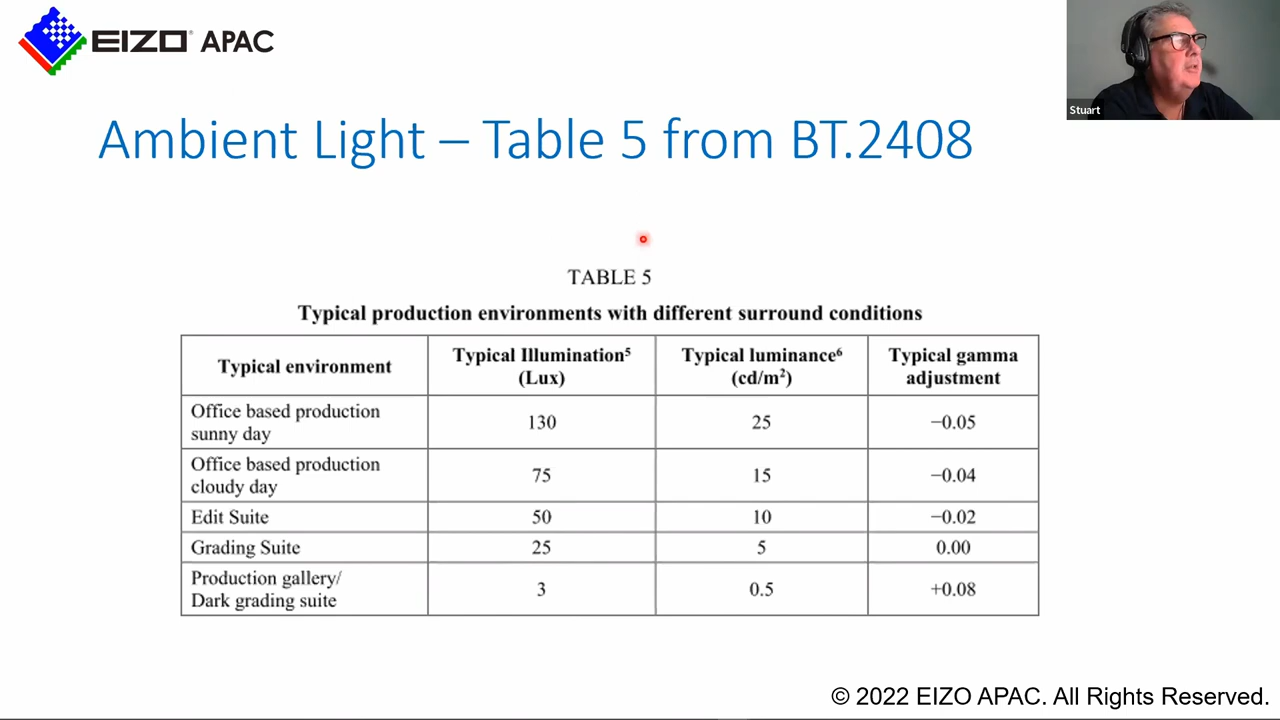 EIZO® APAC
Stuart
Ambient Light – Table 5 from BT.2408
TABLE 5
Typical production environments with different surround conditions
Typical environment
Typical Illumination⁵
(Lux)
Typical luminance⁶
(cd/m²)
Typical gamma
adjustment
Office based production
sunny day
130
25
−0.05
Office based production
cloudy day
75
15
−0.04
Edit Suite
50
10
−0.02
Grading Suite
25
5
0.00
Production gallery/
Dark grading suite
3
0.5
+0.08
© 2022 EIZO APAC. All Rights Reserved.